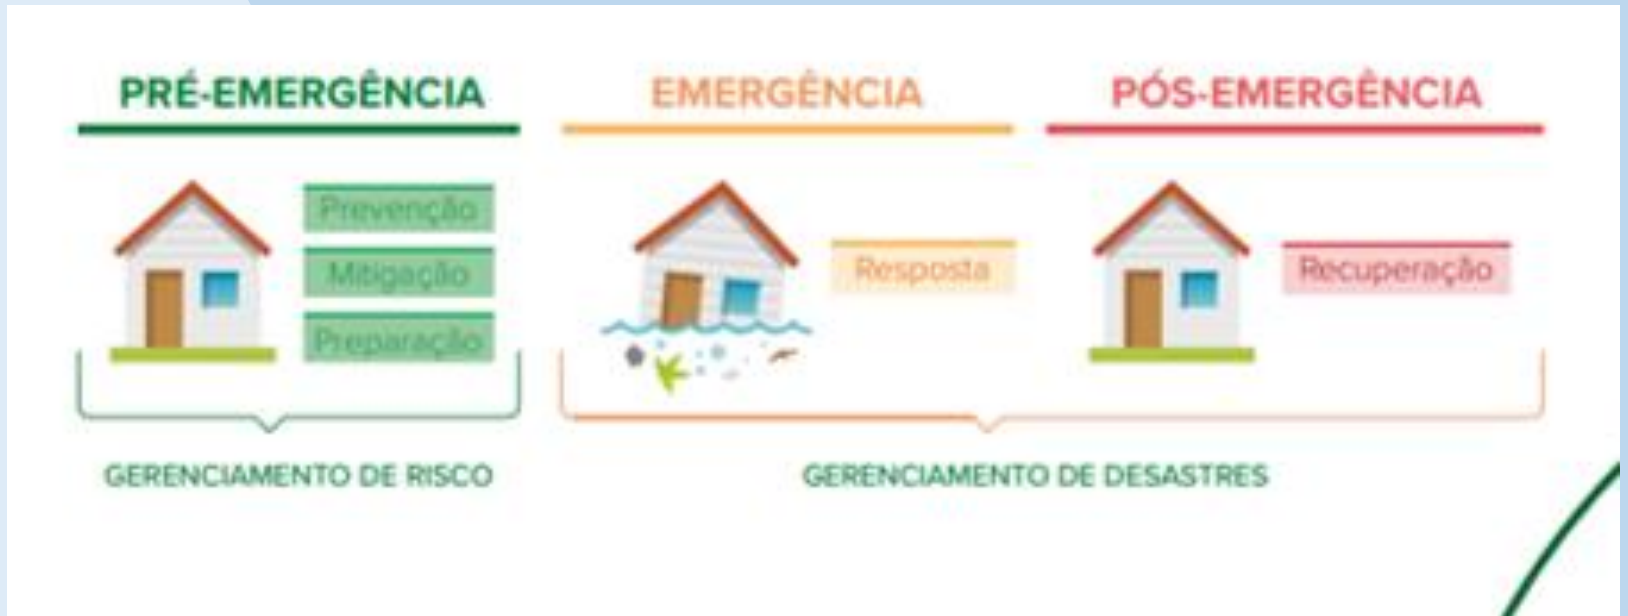 PRÉ-EMERGÊNCIA
EMERGÊNCIA
PÓS-EMERGÊNCIA
Prevenção
Mitigação
Preparação
Resposta
Recuperação
GERENCIAMENTO DE RISCO
GERENCIAMENTO DE DESASTRES